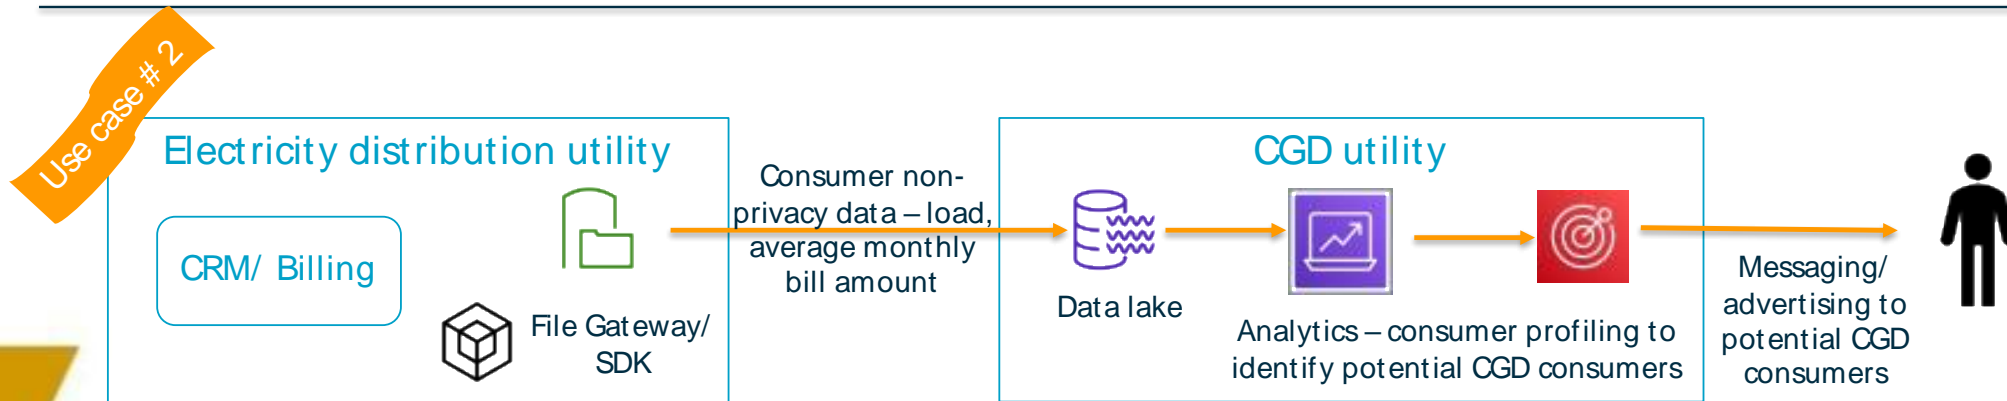 Use case # 2
Electricity distribution utility
CRM/ Billing
File Gateway/
SDK
Consumer non-
privacy data – load,
average monthly
bill amount
CGD utility
Data lake
Analytics – consumer profiling to
identify potential CGD consumers
Messaging/
advertising to
potential CGD
consumers